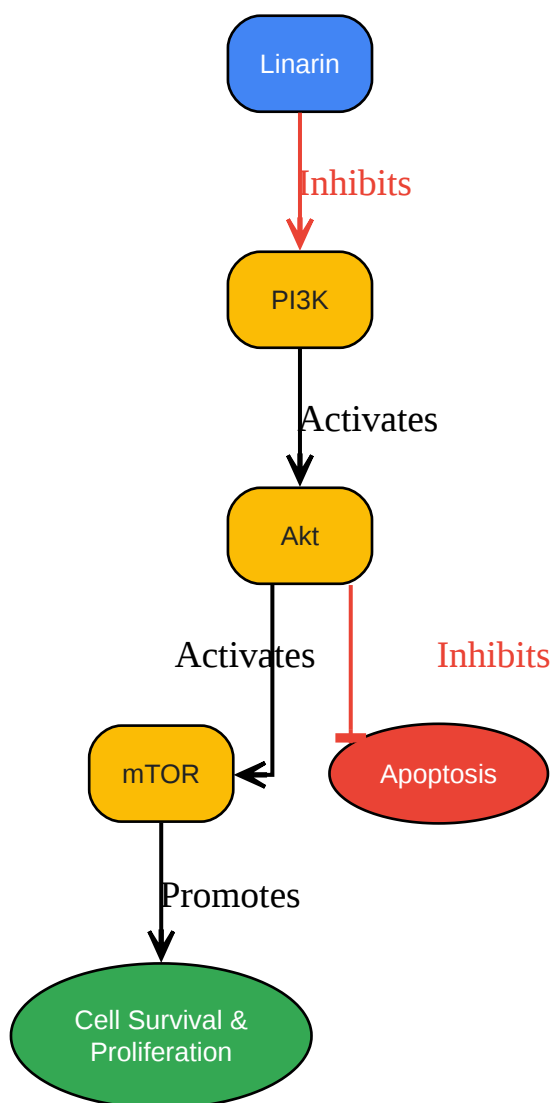 Linarin
Inhibits
PI3K
Activates
Akt
Activates
Inhibits
mTOR
Apoptosis
Promotes
Cell Survival &
Proliferation